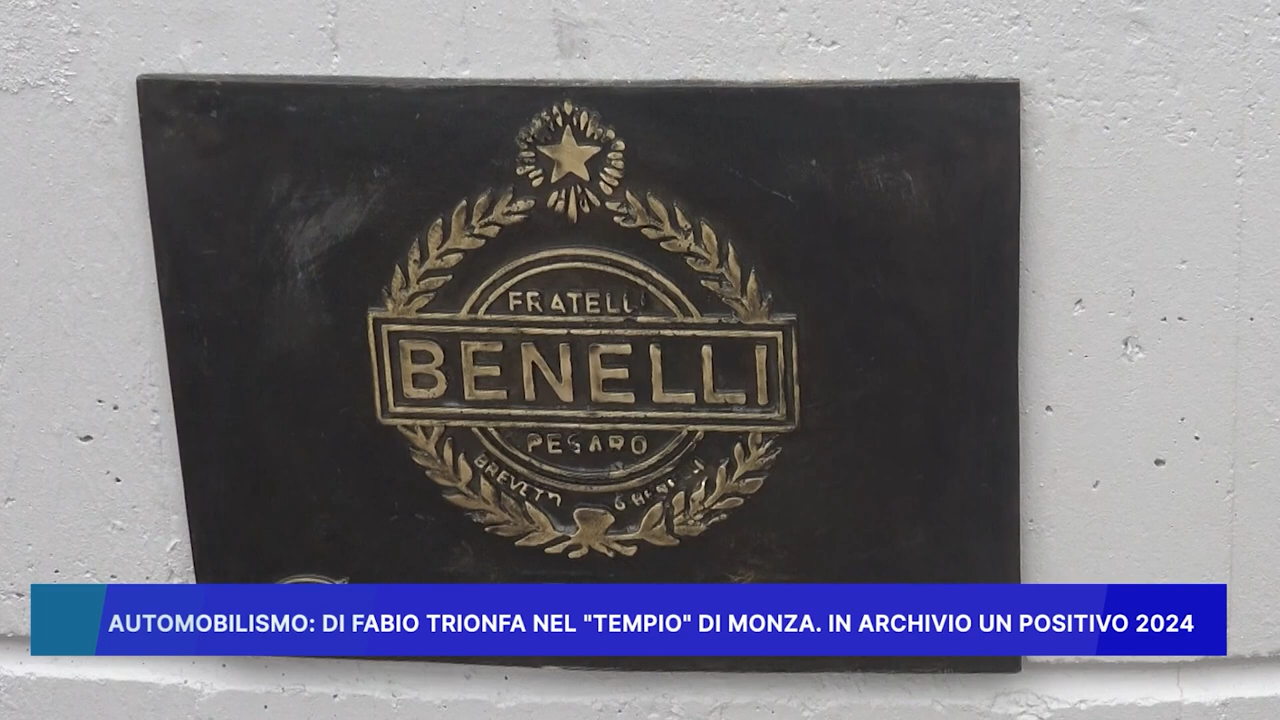 FRATELLI
BENELLI
PESARO
AUTOMOBILISMO: DI FABIO TRIONFA NEL "TEMPIO" DI MONZA. IN ARCHIVIO UN POSITIVO 2024